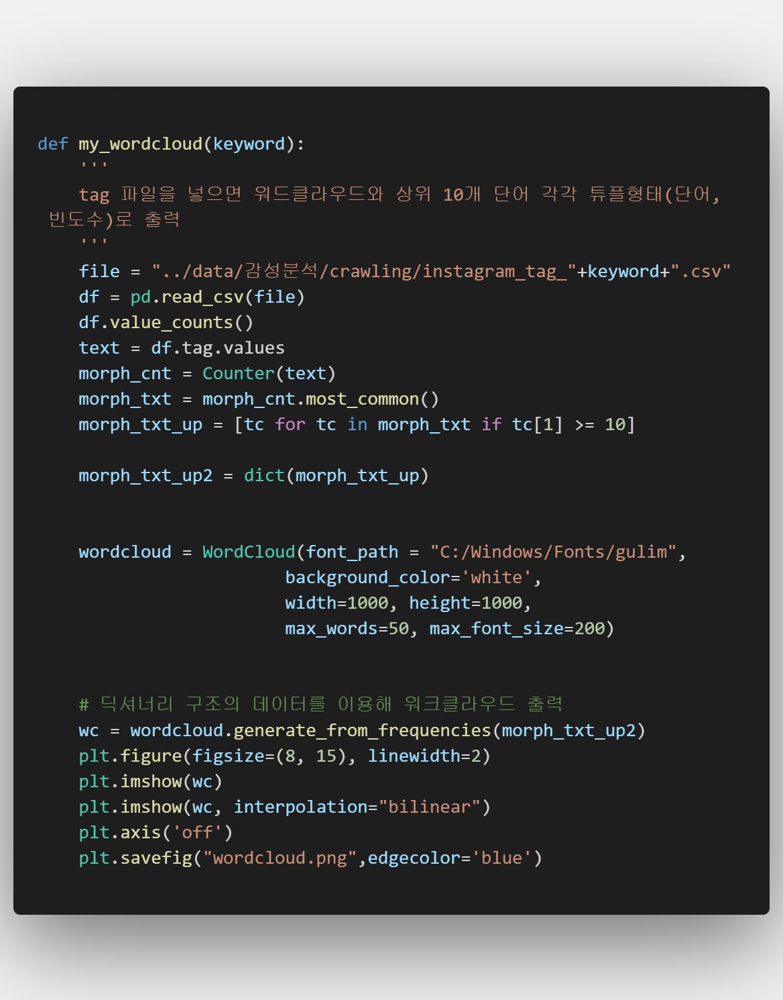 def my_wordcloud(keyword):
    '''
    tag 파일을 넣으면 워드클라우드와 상위 10개 단어 각각 튜플형태(단어,
 빈도수)로 출력
    '''
    file = "../data/감성분석/crawling/instagram_tag_"+keyword+".csv"
    df = pd.read_csv(file)
    df.value_counts()
    text = df.tag.values
    morph_cnt = Counter(text)
    morph_txt = morph_cnt.most_common()
    morph_txt_up = [tc for tc in morph_txt if tc[1] >= 10]
    morph_txt_up2 = dict(morph_txt_up)
    wordcloud = WordCloud(font_path = "C:/Windows/Fonts/gulim",
                        background_color='white',
                        width=1000, height=1000,
                        max_words=50, max_font_size=200)
    # 딕셔너리 구조의 데이터를 이용해 워크클라우드 출력
    wc = wordcloud.generate_from_frequencies(morph_txt_up2)
    plt.figure(figsize=(8, 15), linewidth=2)
    plt.imshow(wc)
    plt.imshow(wc, interpolation="bilinear")
    plt.axis('off')
    plt.savefig("wordcloud.png",edgecolor='blue')